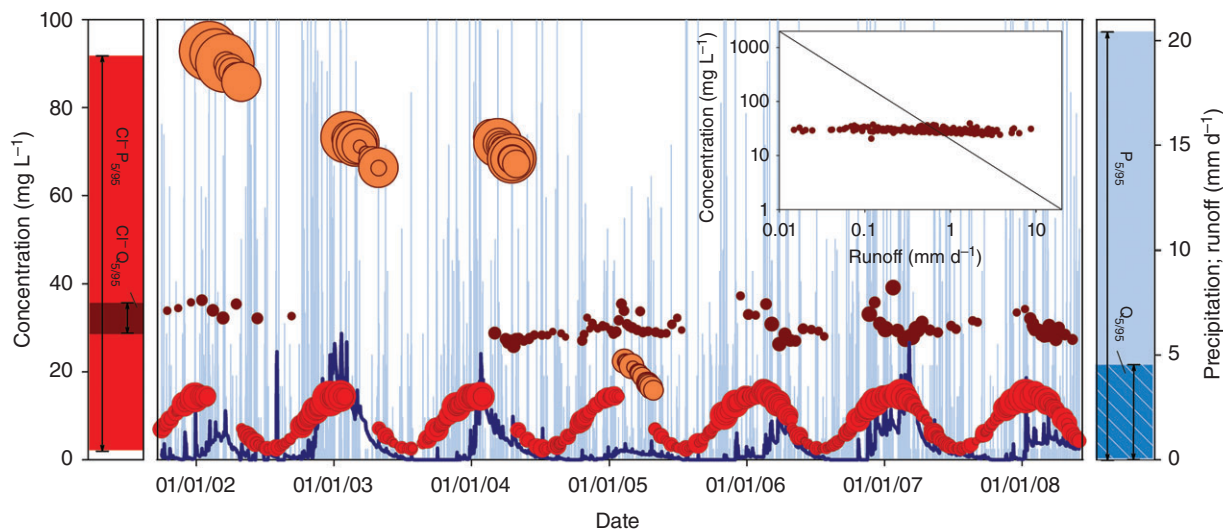 100
80
60
40
20
0
Concentration (mg L⁻¹)
Cl⁻ P₅/₉₅
Cl⁻ Q₅/₉₅
01/01/02
01/01/03
01/01/04
01/01/05
01/01/06
01/01/07
01/01/08
Date
1000
100
10
1
Concentration (mg L⁻¹)
0.01
0.1
1
10
Runoff (mm d⁻¹)
P₅/₉₅
Q₅/₉₅
20
15
10
5
0
Precipitation; runoff (mm d⁻¹)